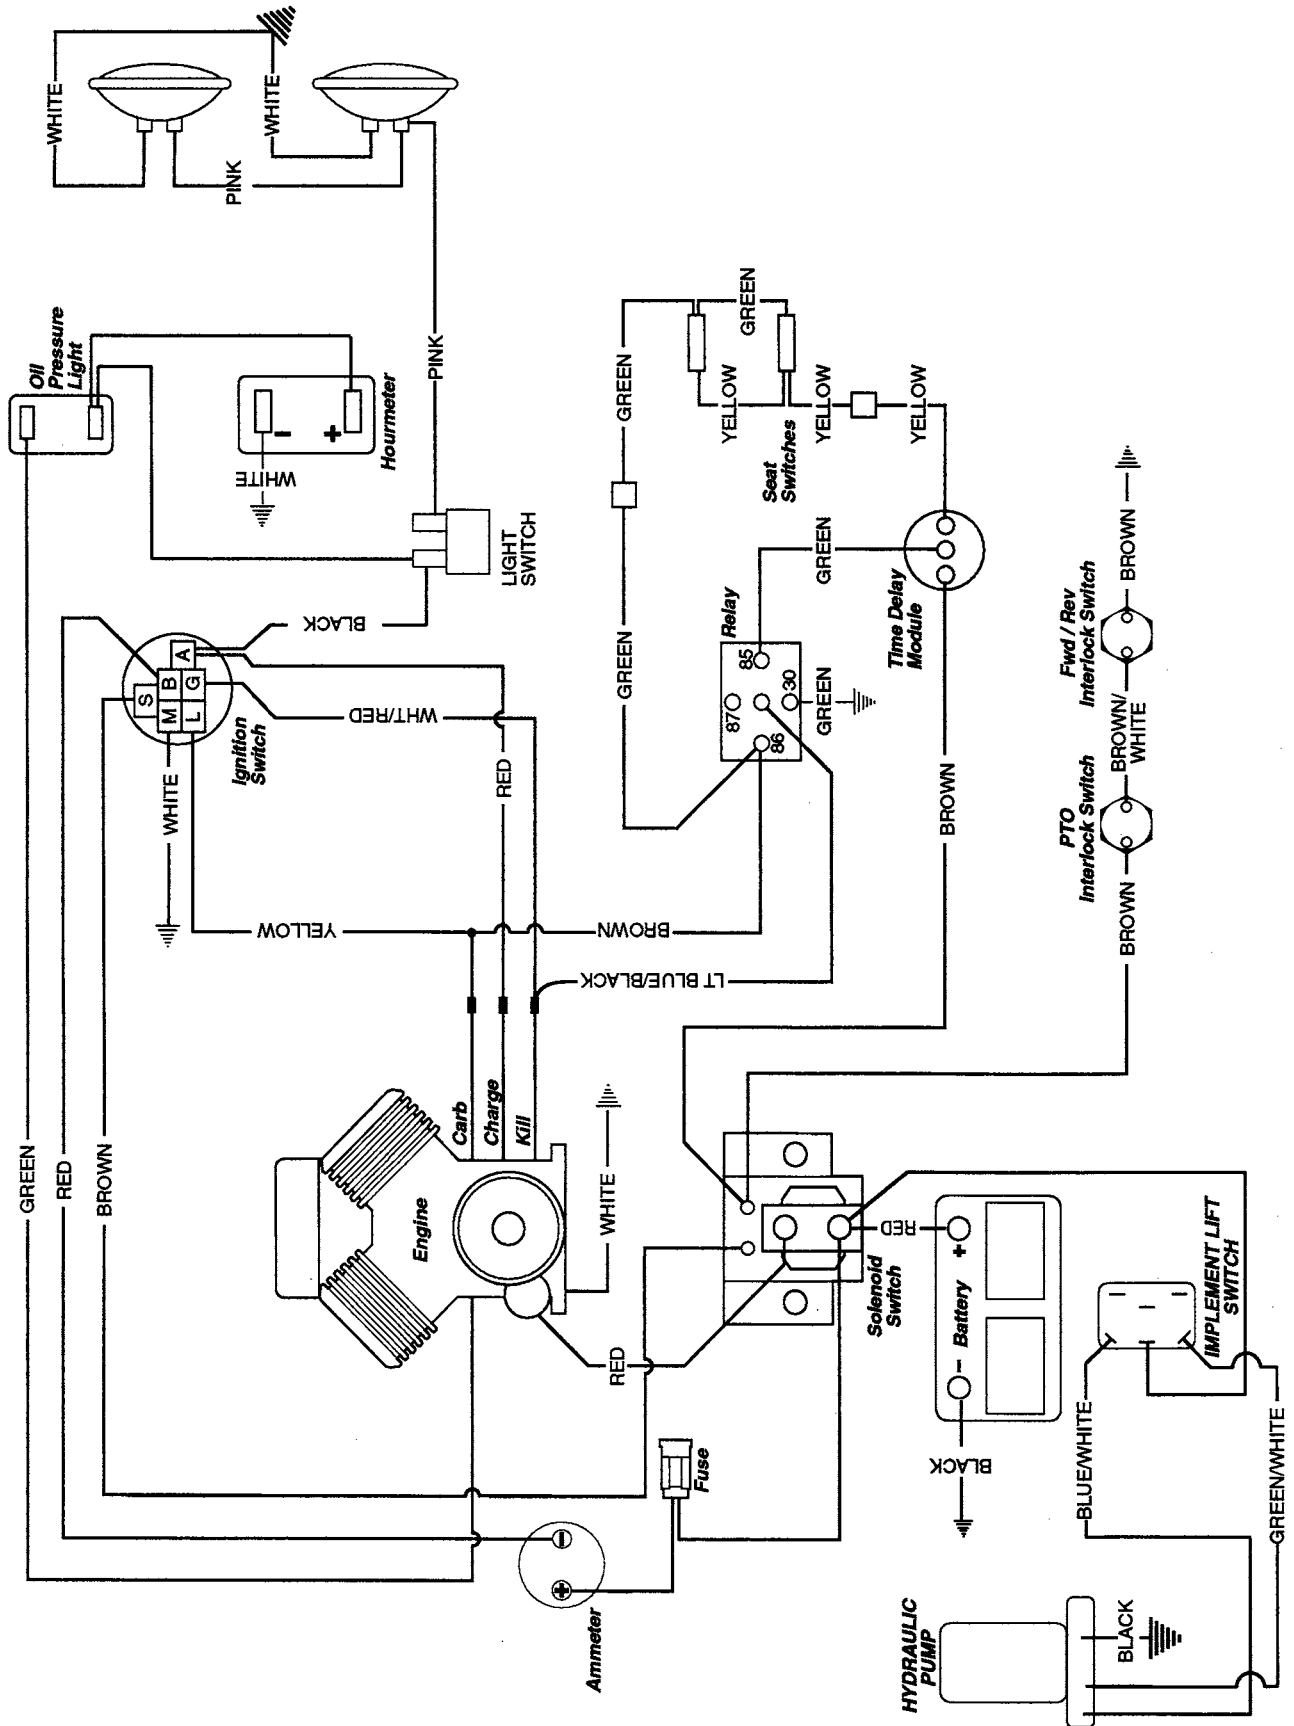 WHITE
WHITE
PINK
Oil
Pressure
Light
PINK
GREEN
GREEN
Hourmeter
−
+
WHITE
YELLOW
YELLOW
YELLOW
Seat
Switches
LIGHT
SWITCH
GREEN
BLACK
GREEN
Relay
85
87
30
86
GREEN
Time Delay
Module
Fwd / Rev
Interlock Switch
BROWN
S
B
A
M
G
L
Ignition
Switch
WHT/RED
WHITE
RED
BROWN/
WHITE
BROWN
PTO
Interlock Switch
BROWN
YELLOW
BROWN
LT BLUE/BLACK
Carb
Charge
Kill
GREEN
RED
BROWN
Engine
WHITE
RED
Solenoid
Switch
RED
+
Battery
−
BLACK
IMPLEMENT LIFT
SWITCH
Fuse
BLUE/WHITE
GREEN/WHITE
−
+
Ammeter
HYDRAULIC
PUMP
BLACK